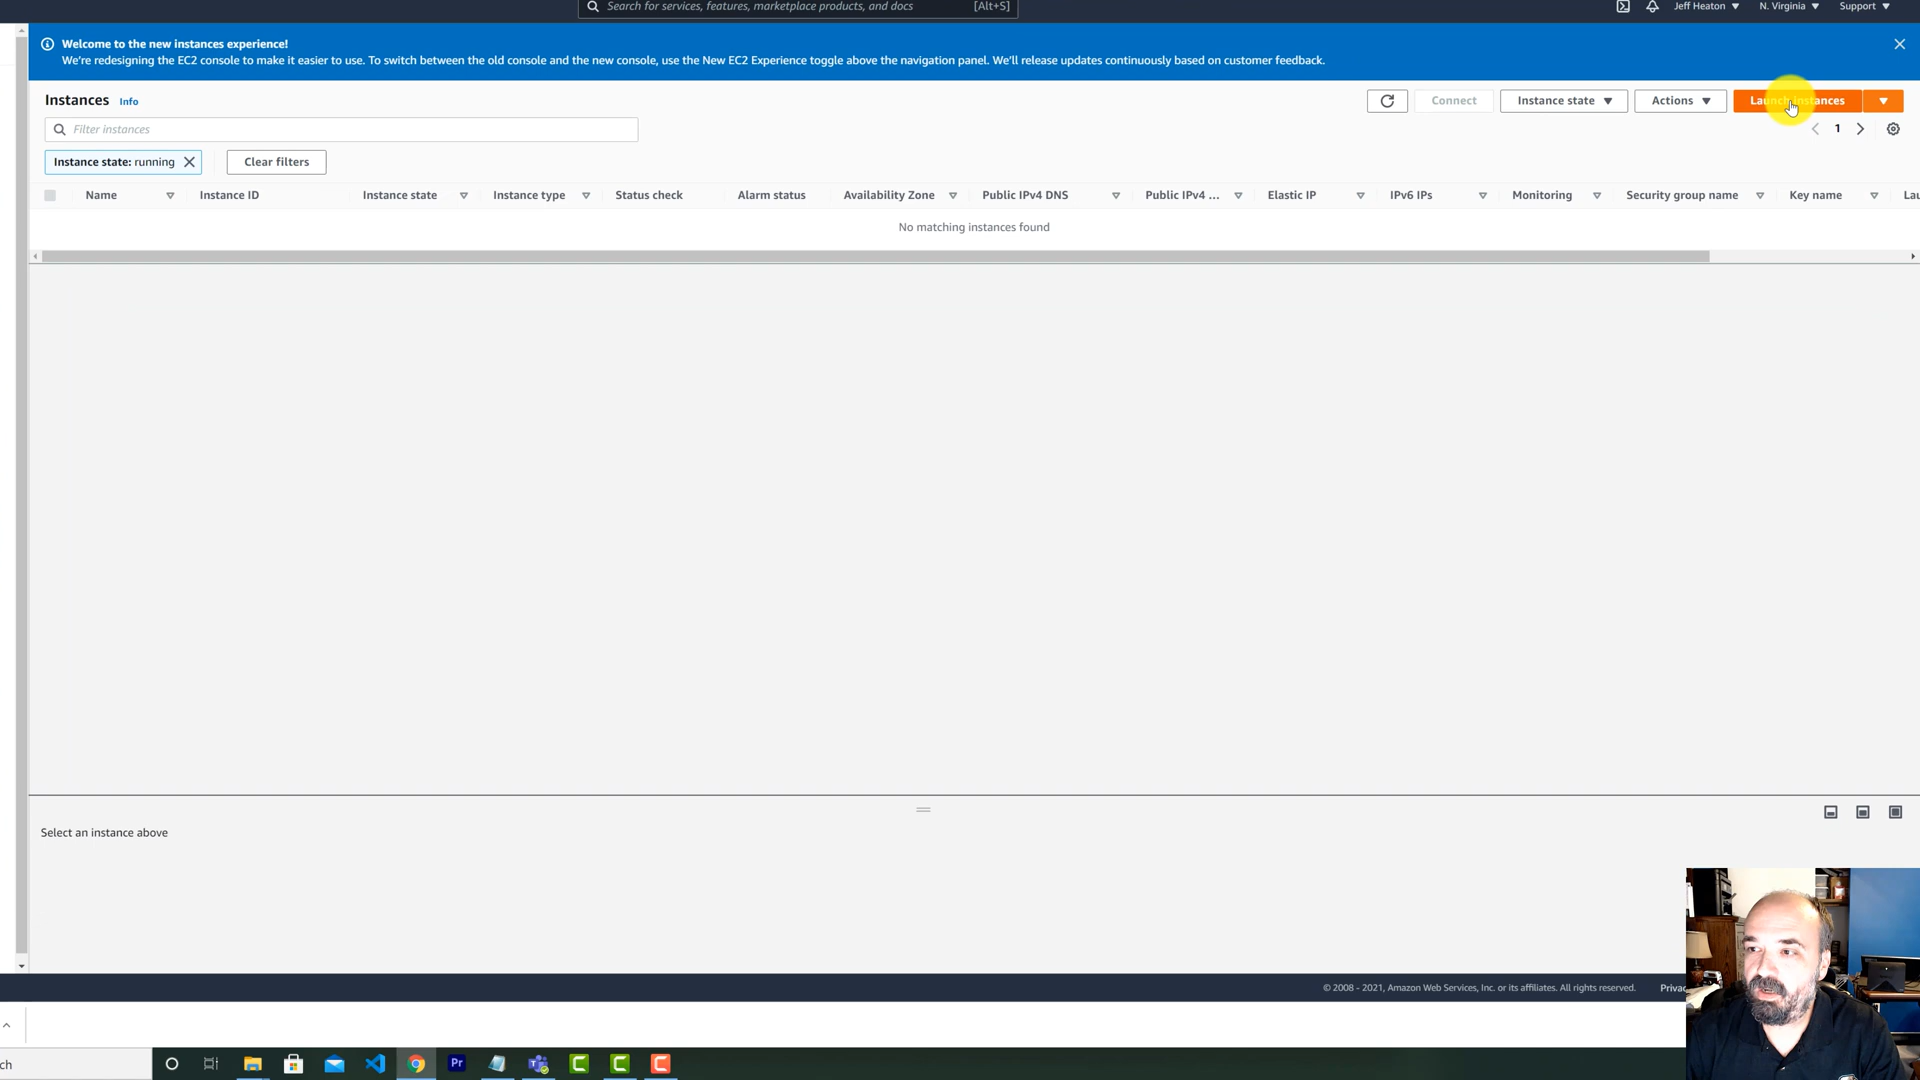 Search for services, features, marketplace products, and docs [Alt+S] Jeff Heaton N. Virginia Support
Welcome to the new instances experience!
We're redesigning the EC2 console to make it easier to use. To switch between the old console and the new console, use the New EC2 Experience toggle above the navigation panel. We'll release updates continuously based on customer feedback.
Instances Info Connect Instance state Actions Launch instances
Filter instances 1
Instance state: running Clear filters
Name Instance ID Instance state Instance type Status check Alarm status Availability Zone Public IPv4 DNS Public IPv4 ... Elastic IP IPv6 IPs Monitoring Security group name Key name Lau
No matching instances found
Select an instance above
© 2008 - 2021, Amazon Web Services, Inc. or its affiliates. All rights reserved. Privac
ch Pr